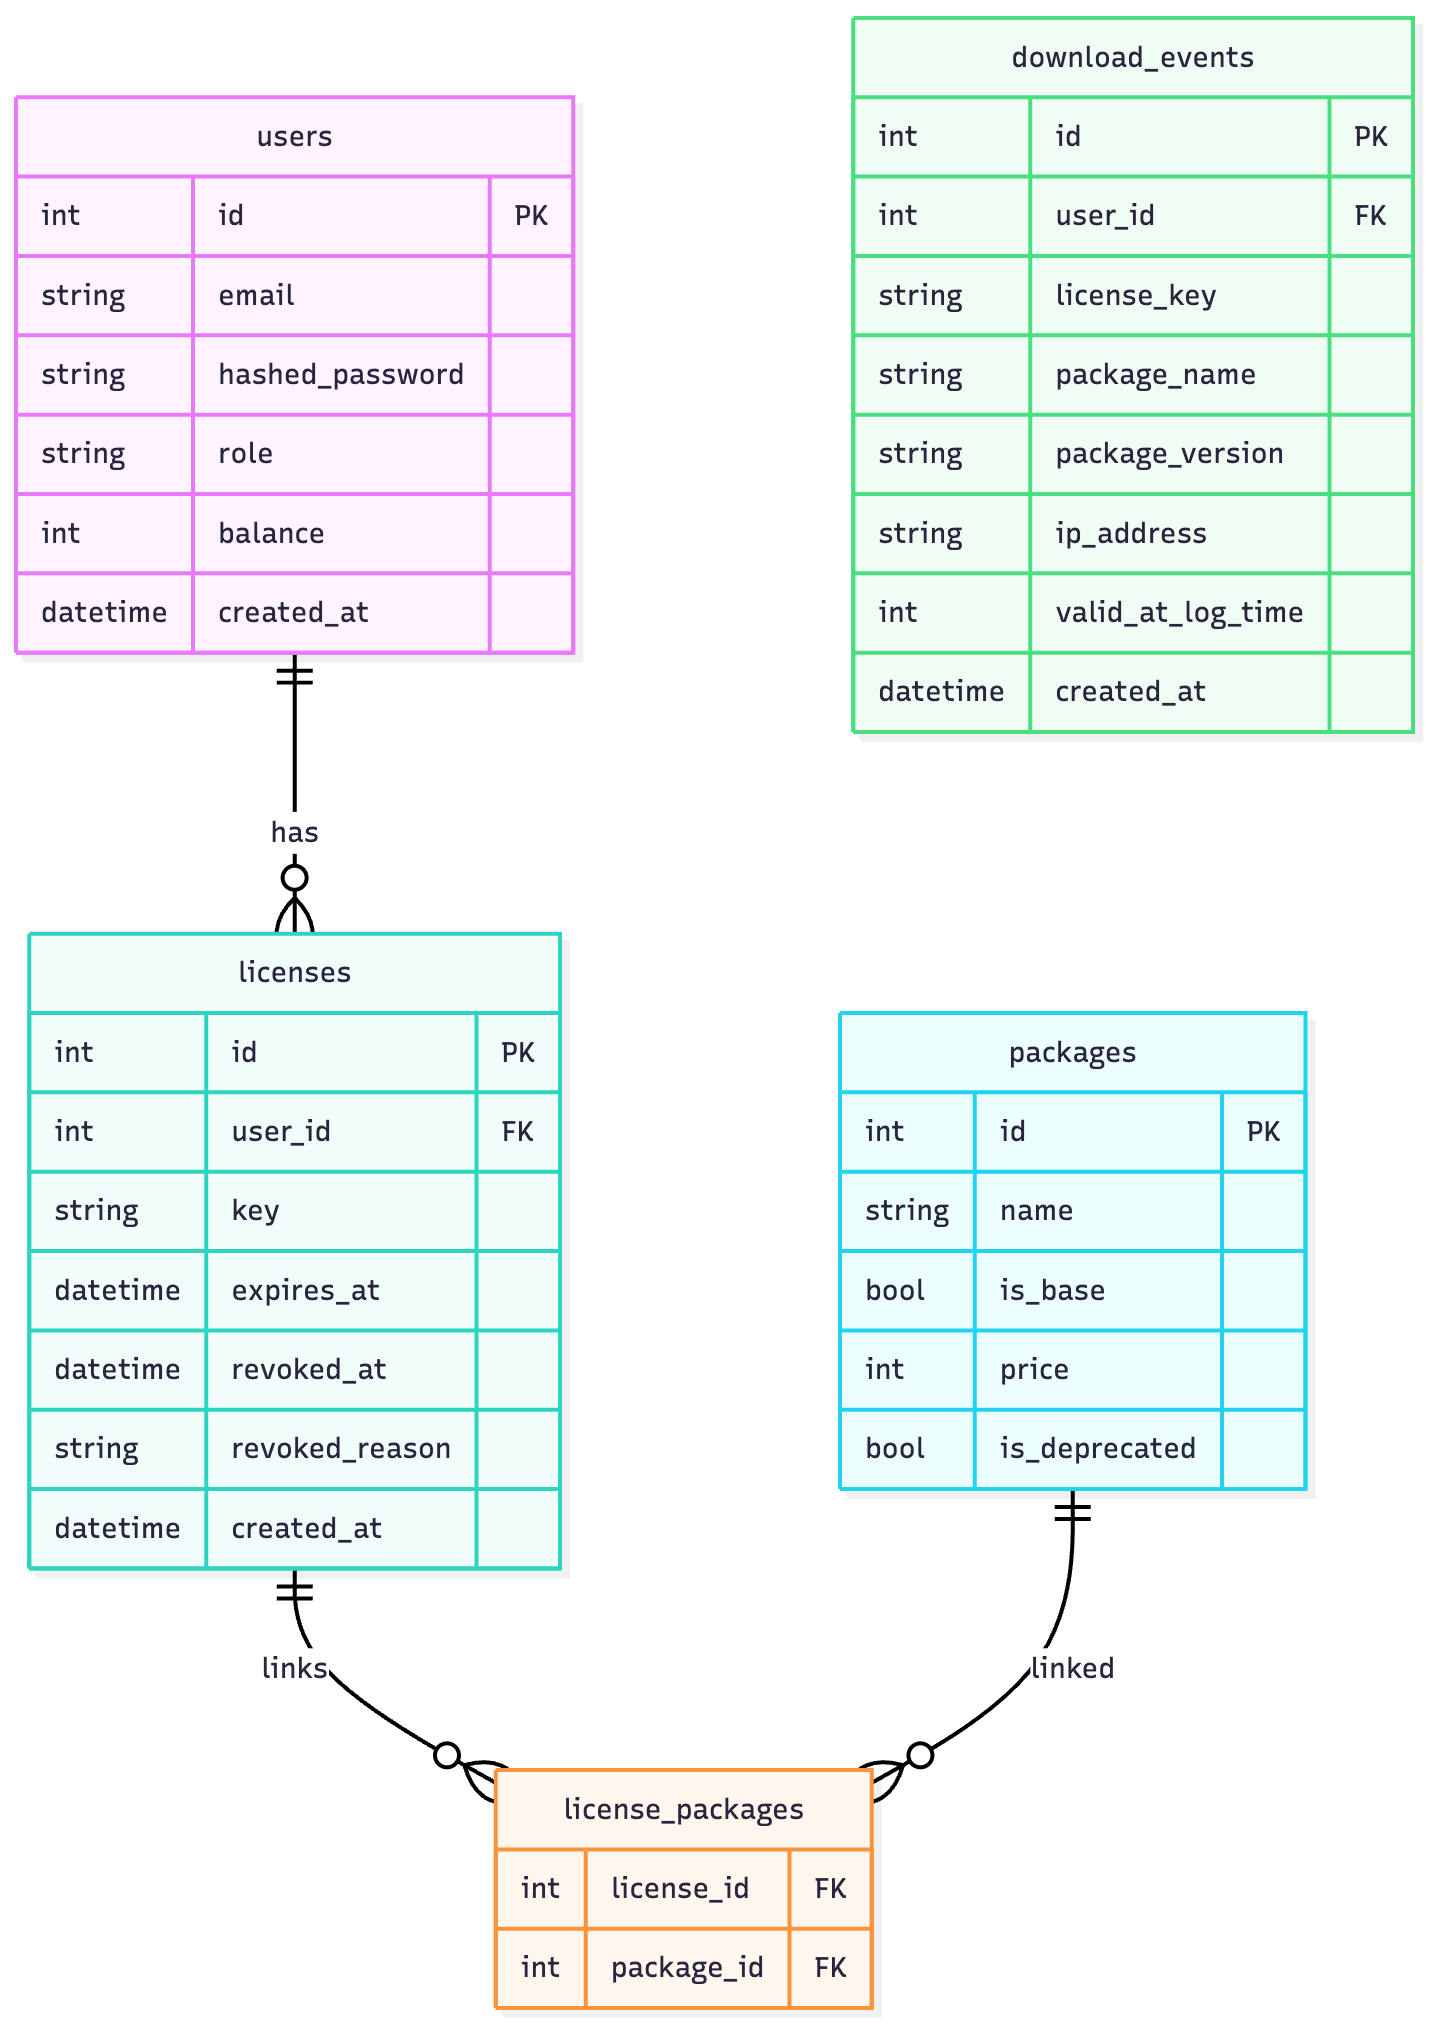 users
int id PK
string email
string hashed_password
string role
int balance
datetime created_at
download_events
int id PK
int user_id FK
string license_key
string package_name
string package_version
string ip_address
int valid_at_log_time
datetime created_at
has
licenses
int id PK
int user_id FK
string key
datetime expires_at
datetime revoked_at
string revoked_reason
datetime created_at
packages
int id PK
string name
bool is_base
int price
bool is_deprecated
links
linked
license_packages
int license_id FK
int package_id FK